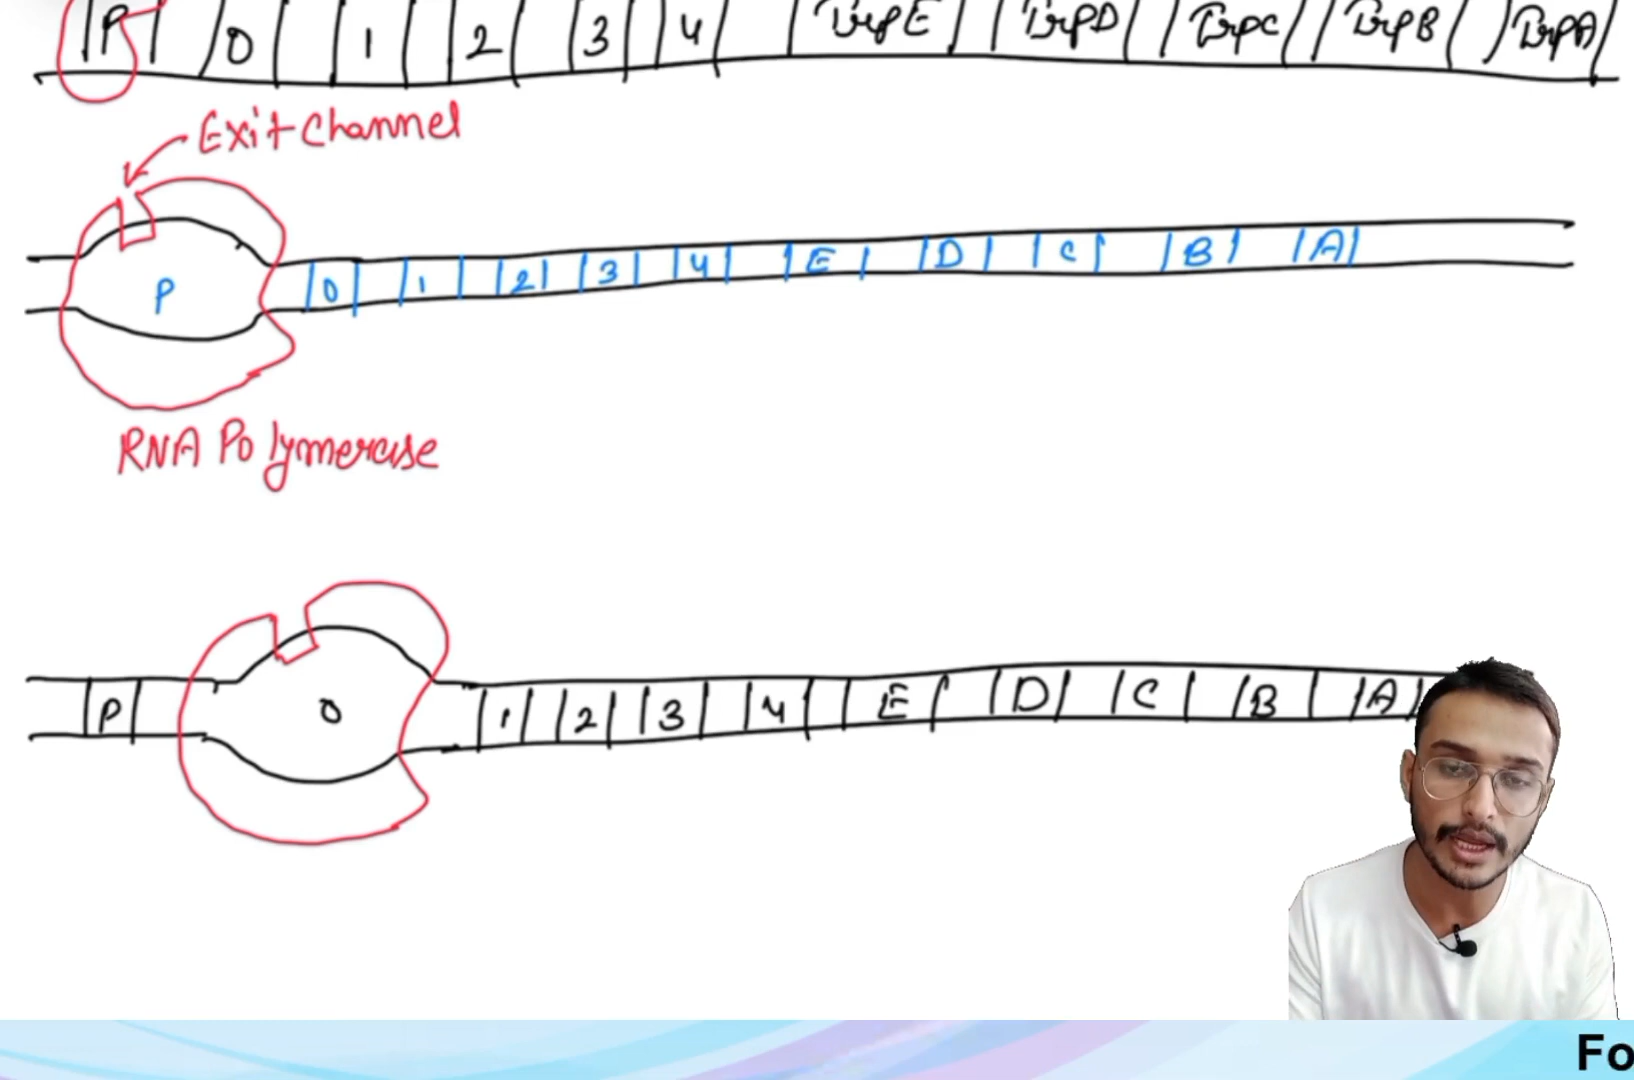 P 0 1 2 3 4 TrpE TrpD TrpC TrpB TrpA
Exit Channel
P 0 1 2 3 4 E D C B A
RNA Polymerase
P 0 1 2 3 4 E D C B A
Fo